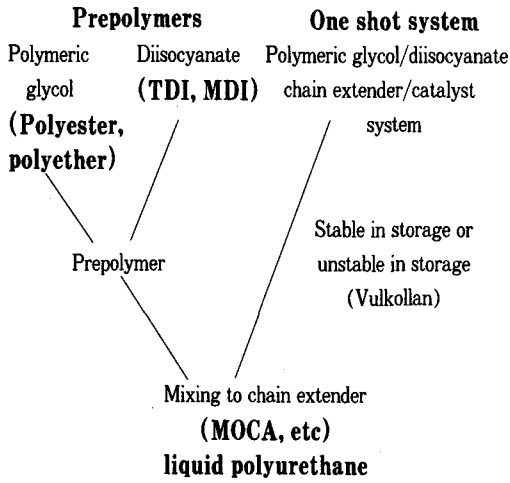 Prepolymers
Polymeric
glycol
(Polyester,
polyether)
Diisocyanate
(TDI, MDI)
Prepolymer
One shot system
Polymeric glycol/diisocyanate
chain extender/catalyst
system
Stable in storage or
unstable in storage
(Vulkollan)
Mixing to chain extender
(MOCA, etc)
liquid polyurethane